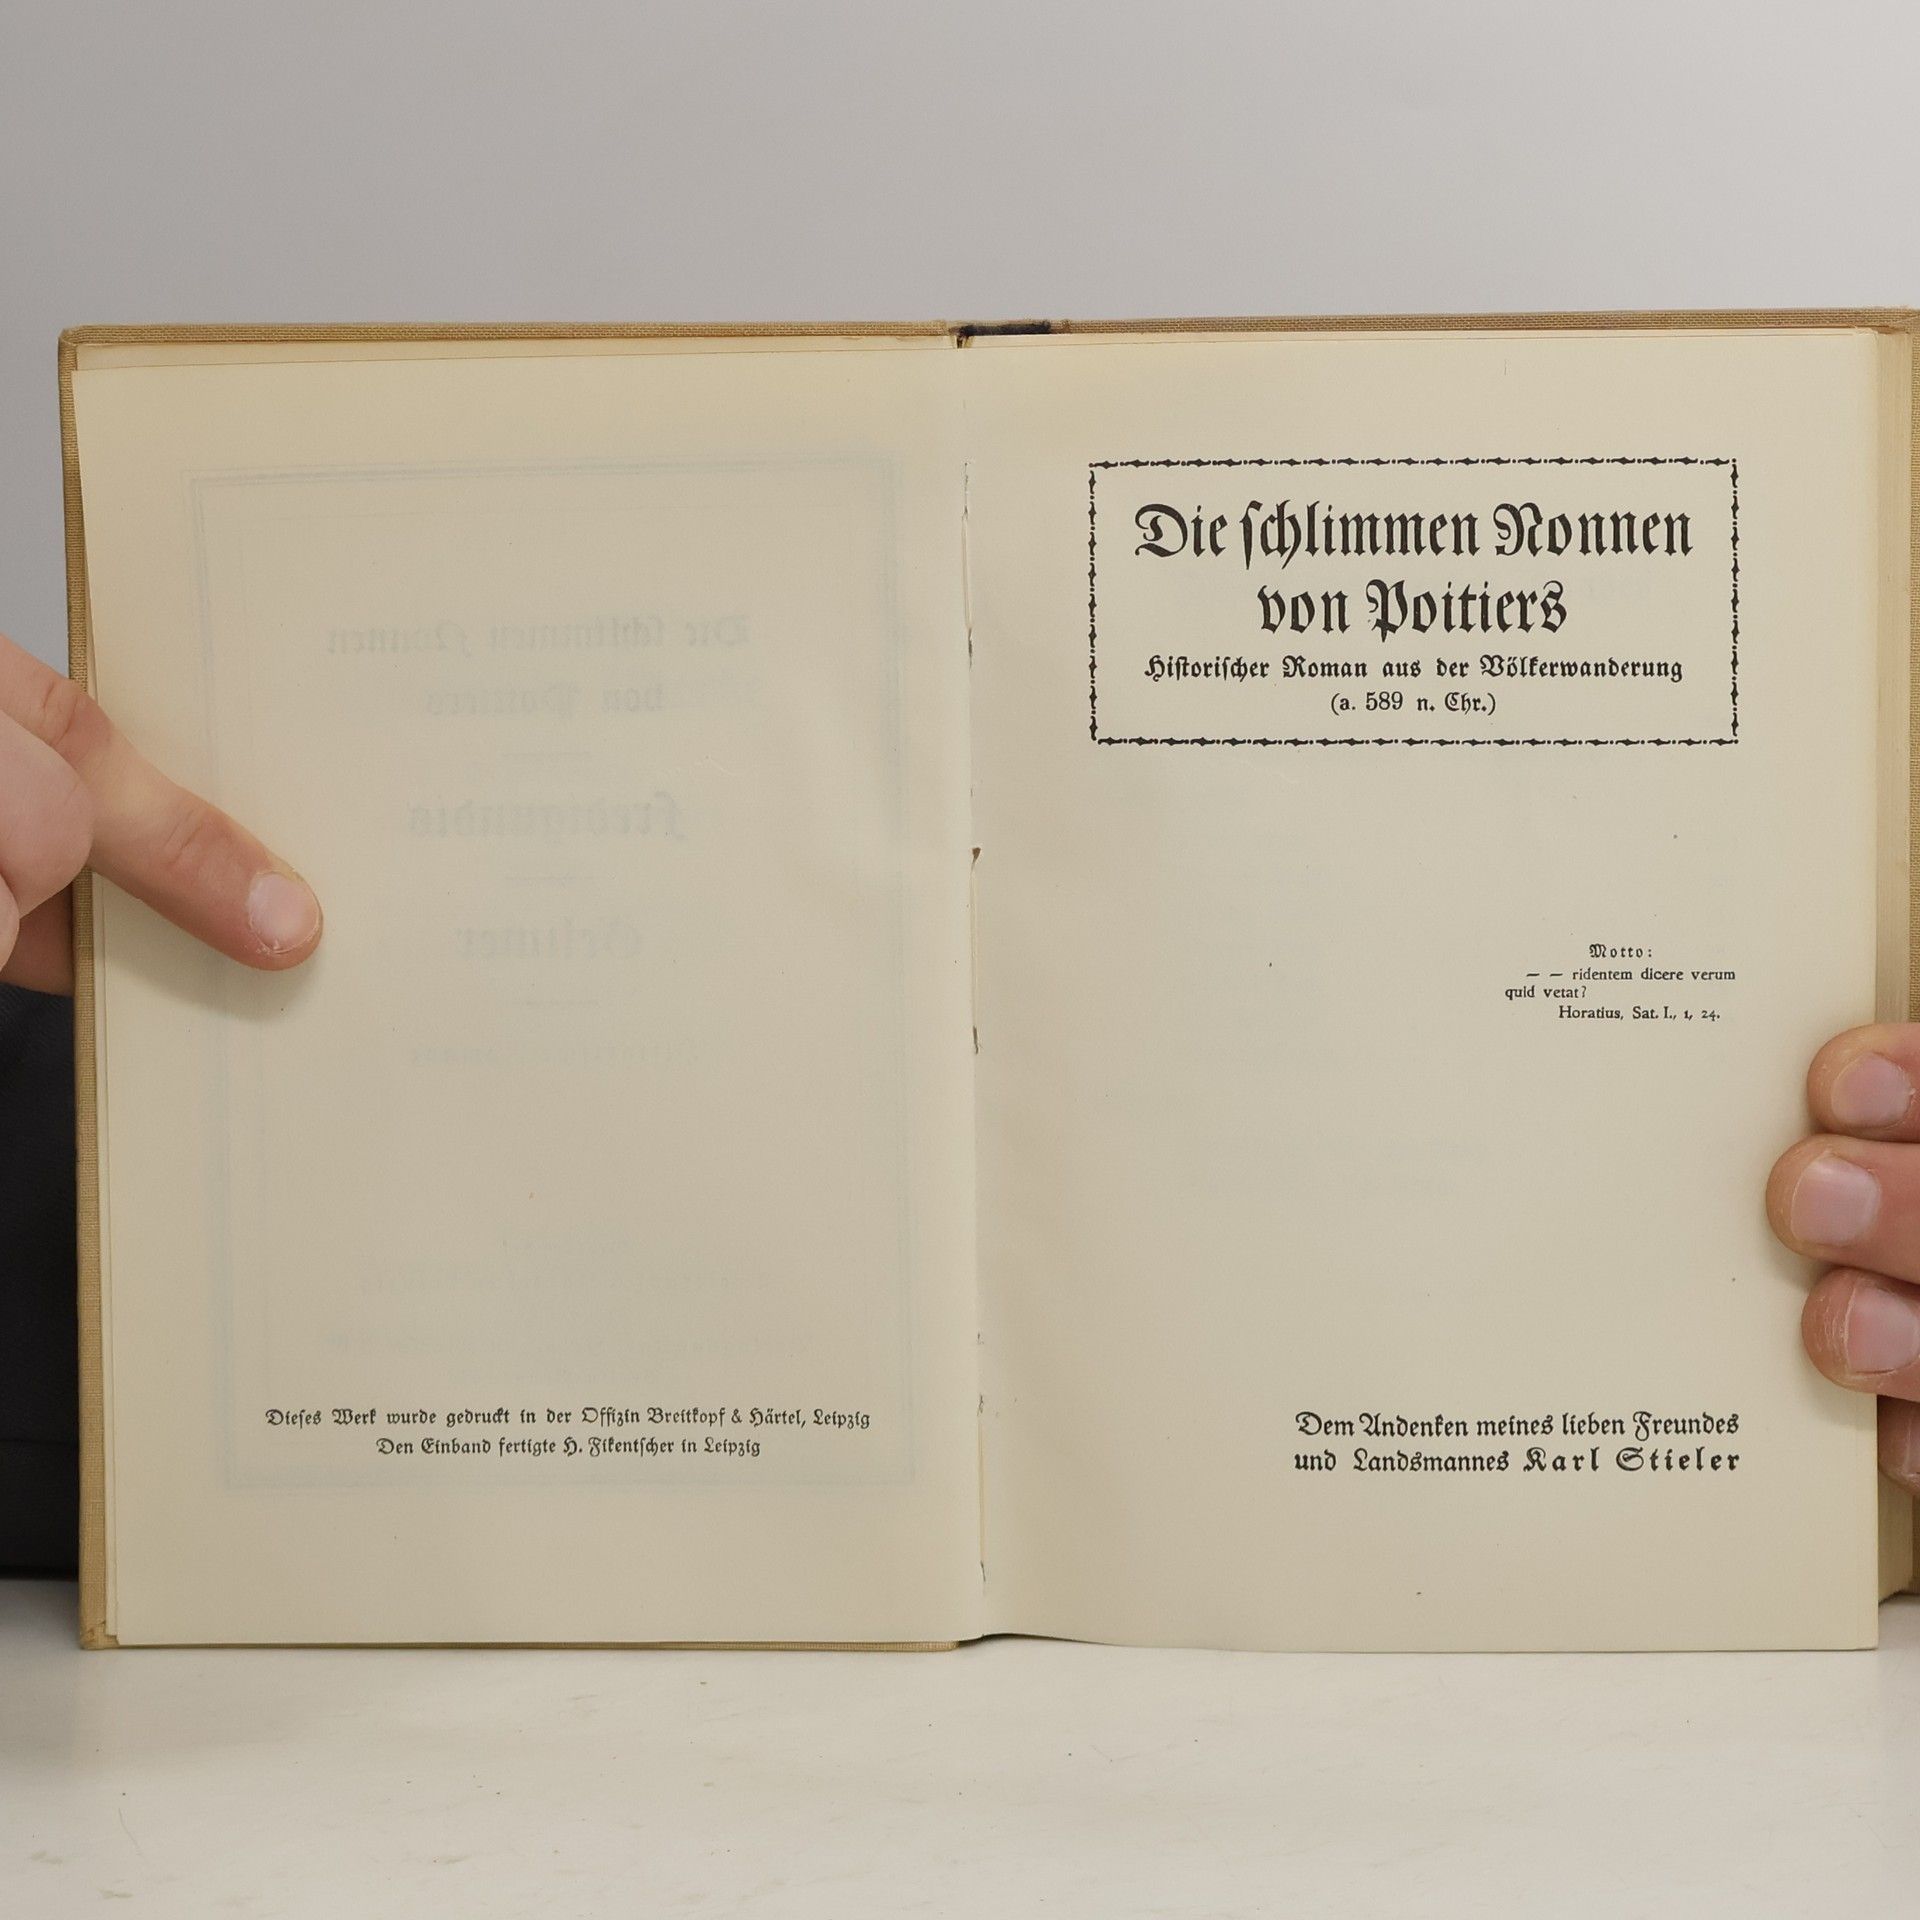 Dieses Werk wurde gedruckt in der Offizin Breitkopf & Härtel, Leipzig
Den Einband fertigte H. Fikentscher in Leipzig
Die schlimmen Nonnen
von Poitiers
Historischer Roman aus der Völkerwanderung
(a. 589 n. Chr.)
Motto:
— — ridentem dicere verum
quid vetat?
Horatius, Sat. I., 1, 24.
Dem Andenken meines lieben Freundes
und Landsmannes Karl Stieler